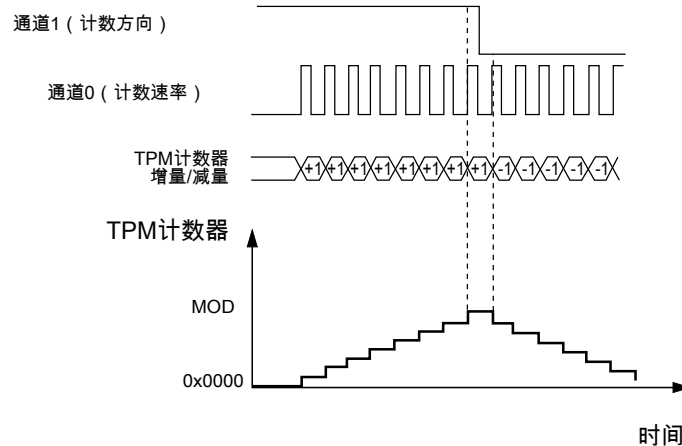 通道1（计数方向）
通道0（计数速率）
TPM计数器
增量/减量
+1 +1 +1 +1 +1 +1 +1 +1 -1 -1 -1 -1 -1
TPM计数器
MOD
0x0000
时间